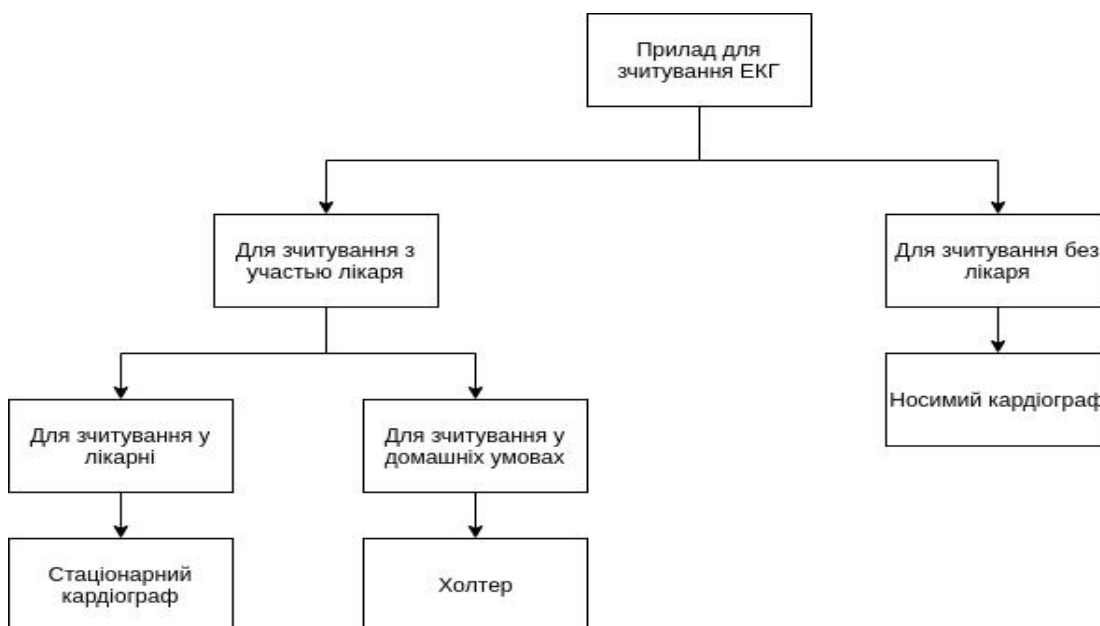 Прилад для
зчитування ЕКГ
Для зчитування з
участью лікаря
Для зчитування без
лікаря
Для зчитування у
лікарні
Для зчитування у
домашніх умовах
Носимий кардіограф
Стаціонарний
кардіограф
Холтер